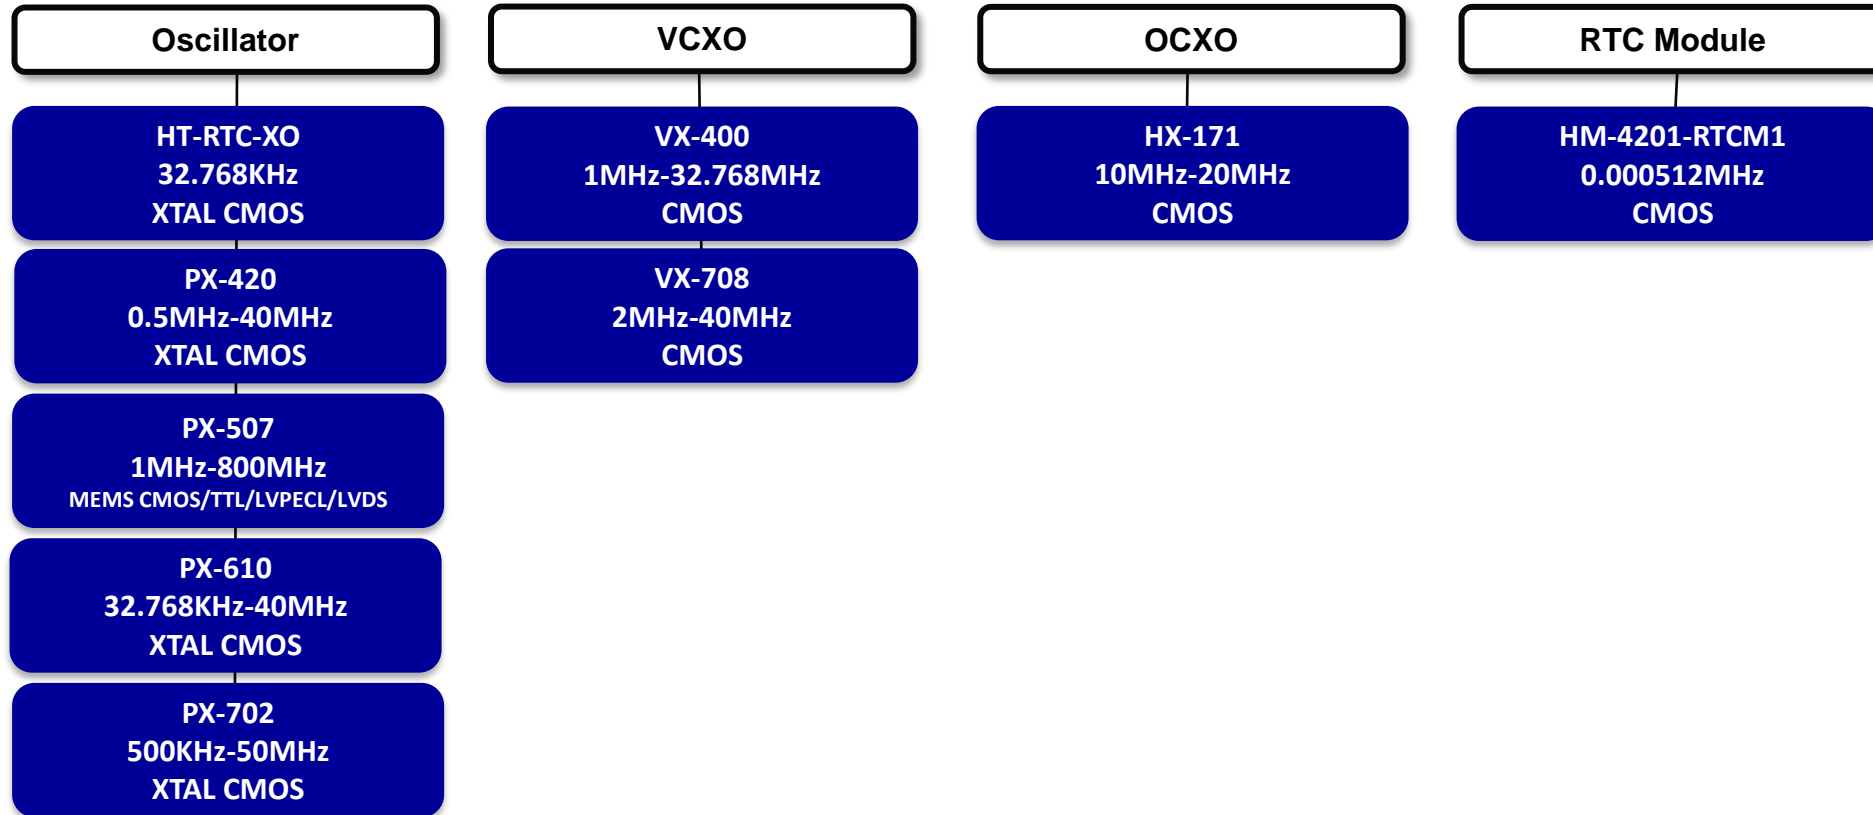 Oscillator
HT-RTC-XO
32.768KHz
XTAL CMOS
PX-420
0.5MHz-40MHz
XTAL CMOS
PX-507
1MHz-800MHz
MEMS CMOS/TTL/LVPECL/LVDS
PX-610
32.768KHz-40MHz
XTAL CMOS
PX-702
500KHz-50MHz
XTAL CMOS
VCXO
VX-400
1MHz-32.768MHz
CMOS
VX-708
2MHz-40MHz
CMOS
OCXO
HX-171
10MHz-20MHz
CMOS
RTC Module
HM-4201-RTCM1
0.000512MHz
CMOS